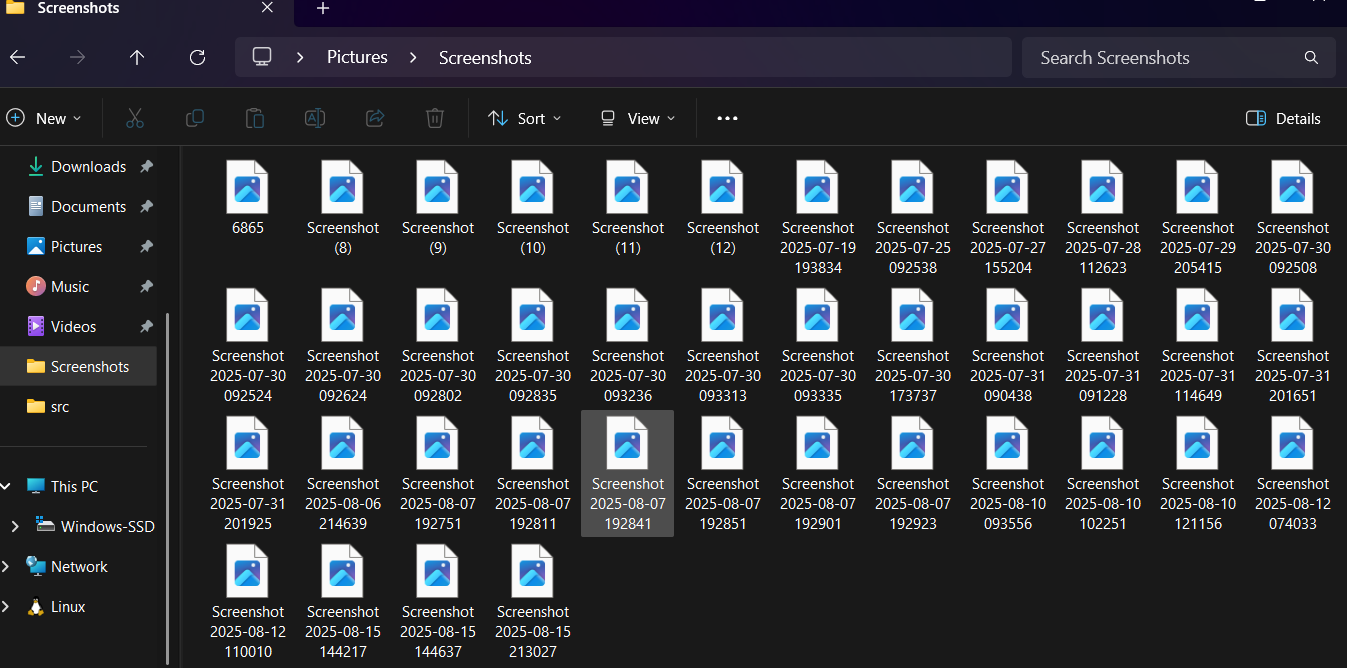 Screenshots
Pictures
Screenshots
Search Screenshots
New
Sort
View
Details
Downloads
Documents
Pictures
Music
Videos
Screenshots
src
This PC
Windows-SSD
Network
Linux
6865
Screenshot
(8)
Screenshot
(9)
Screenshot
(10)
Screenshot
(11)
Screenshot
(12)
Screenshot
2025-07-19
193834
Screenshot
2025-07-25
092538
Screenshot
2025-07-27
155204
Screenshot
2025-07-28
112623
Screenshot
2025-07-29
205415
Screenshot
2025-07-30
092508
Screenshot
2025-07-30
092524
Screenshot
2025-07-30
092624
Screenshot
2025-07-30
092802
Screenshot
2025-07-30
092835
Screenshot
2025-07-30
093236
Screenshot
2025-07-30
093313
Screenshot
2025-07-30
093335
Screenshot
2025-07-30
173737
Screenshot
2025-07-31
090438
Screenshot
2025-07-31
091228
Screenshot
2025-07-31
114649
Screenshot
2025-07-31
201651
Screenshot
2025-07-31
201925
Screenshot
2025-08-06
214639
Screenshot
2025-08-07
192751
Screenshot
2025-08-07
192811
Screenshot
2025-08-07
192841
Screenshot
2025-08-07
192851
Screenshot
2025-08-07
192901
Screenshot
2025-08-07
192923
Screenshot
2025-08-10
093556
Screenshot
2025-08-10
102251
Screenshot
2025-08-10
121156
Screenshot
2025-08-12
074033
Screenshot
2025-08-12
110010
Screenshot
2025-08-15
144217
Screenshot
2025-08-15
144637
Screenshot
2025-08-15
213027